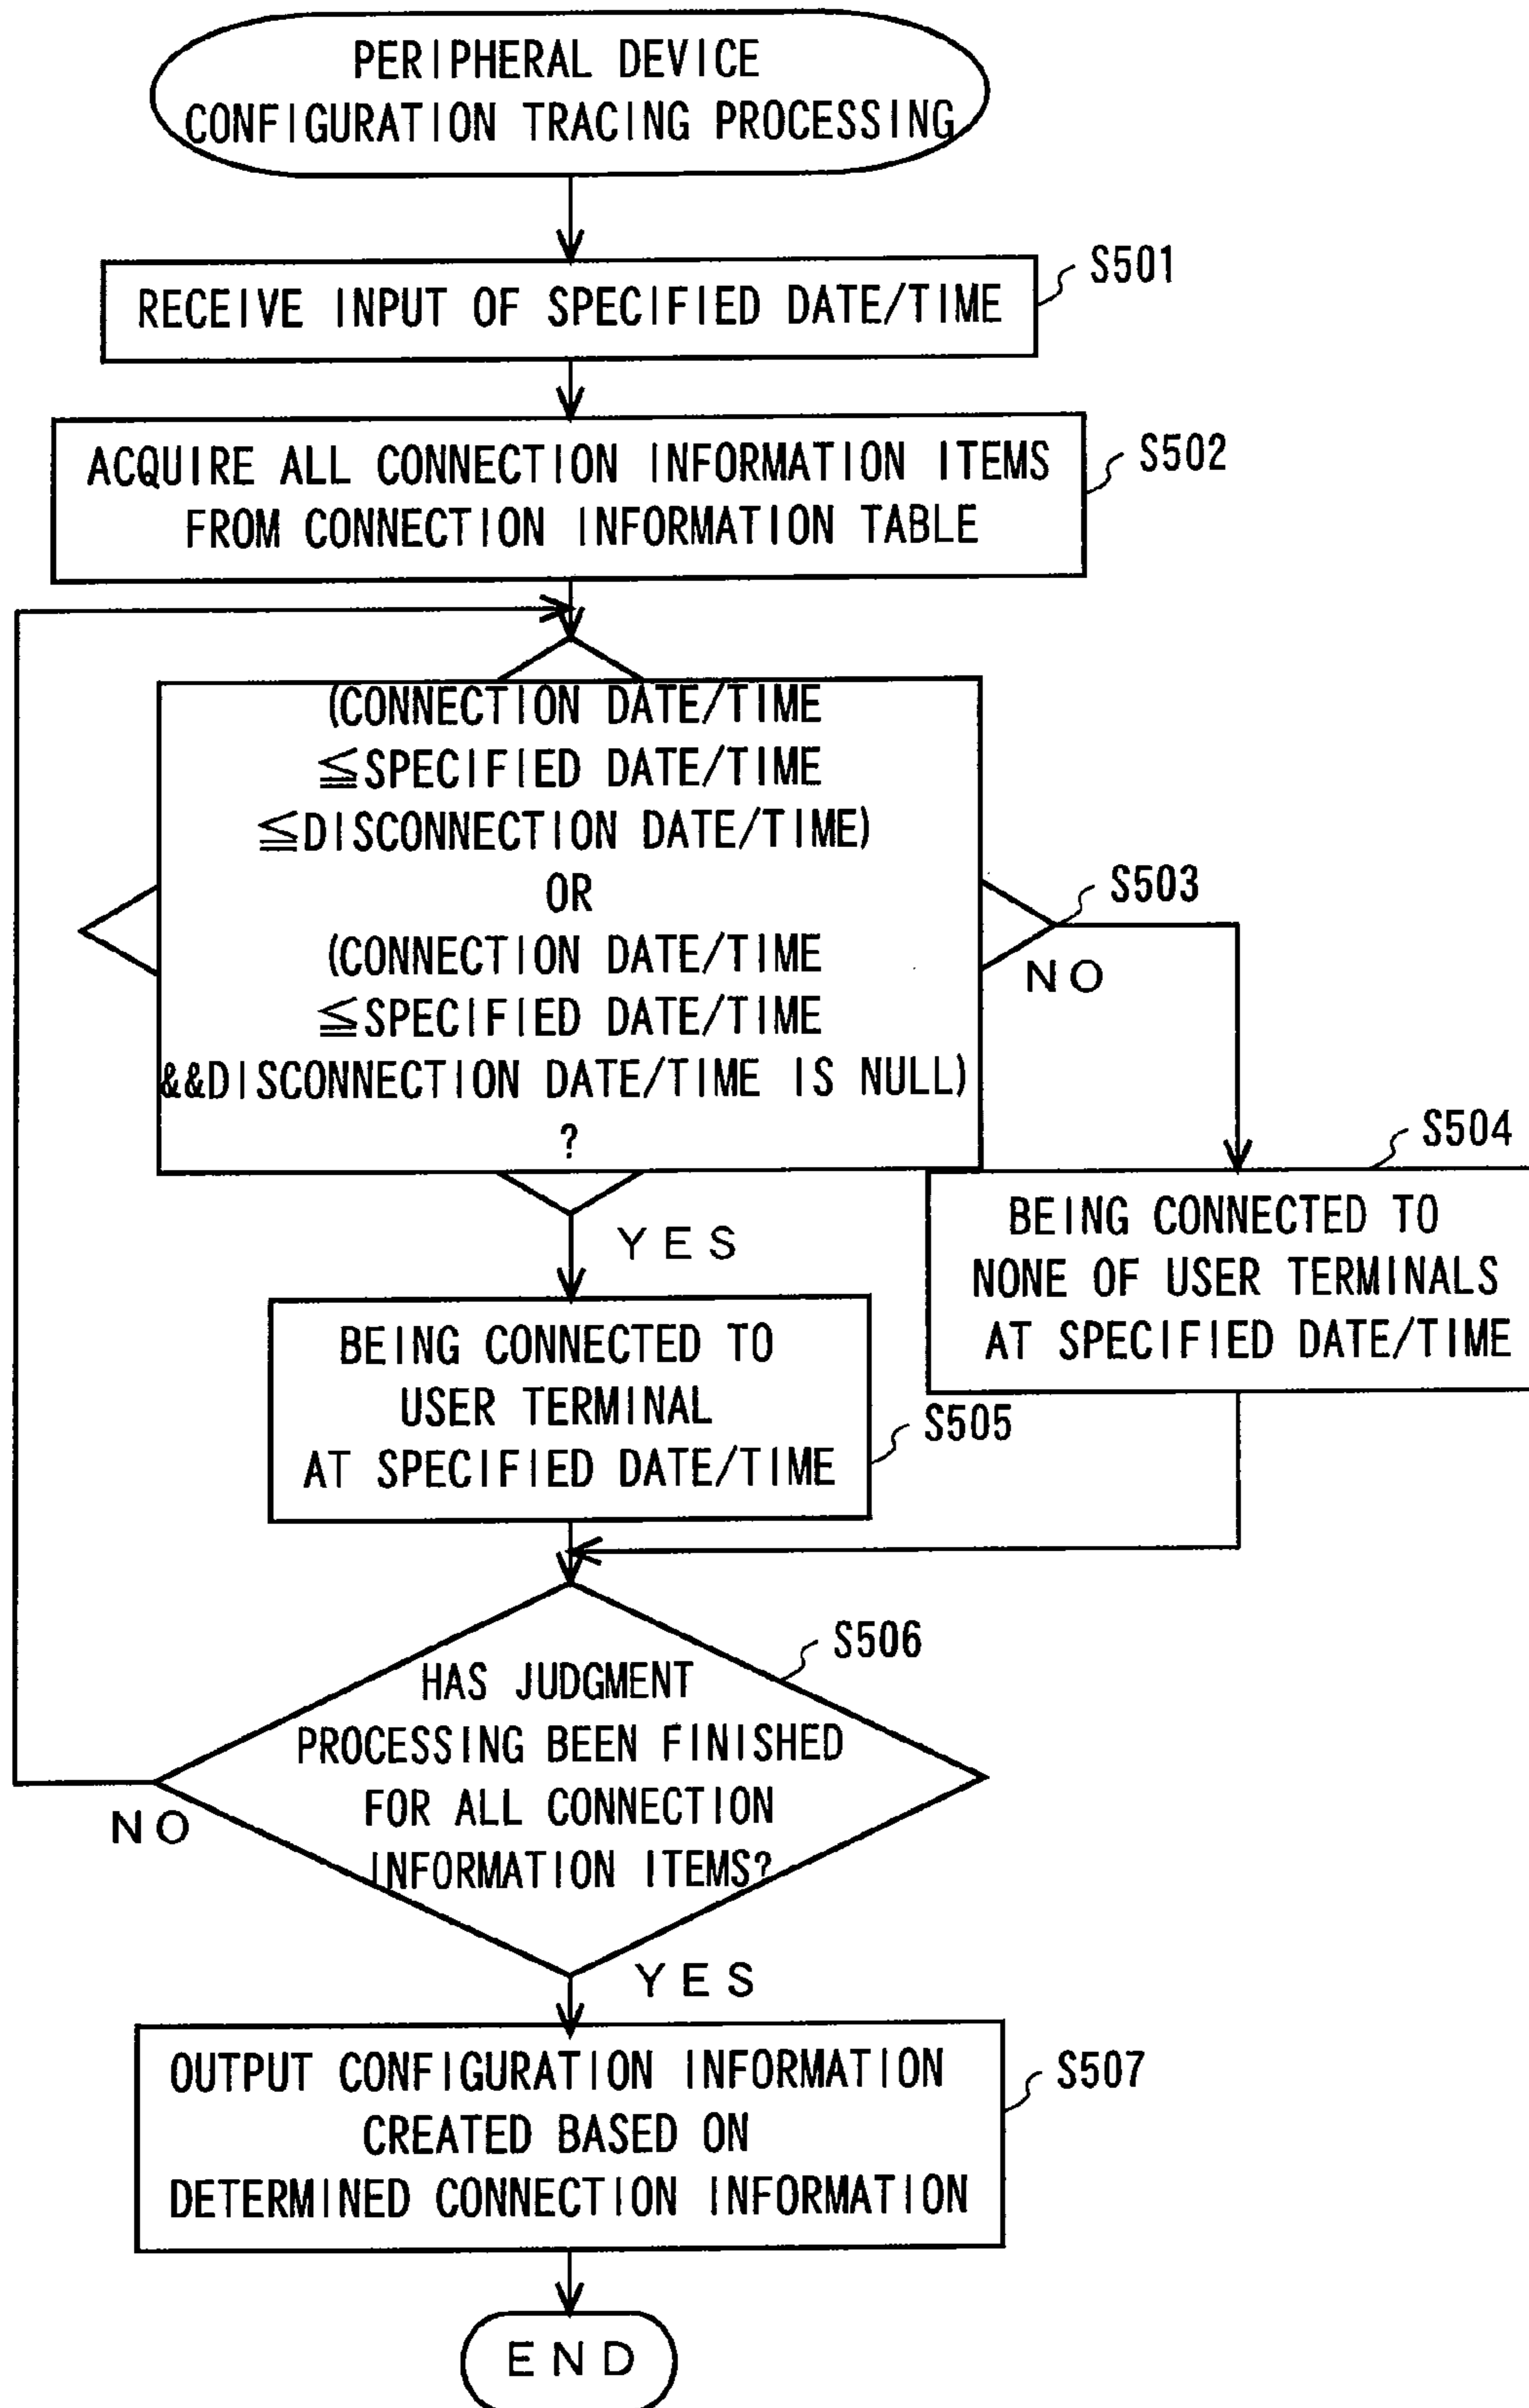 PERIPHERAL DEVICE
CONFIGURATION TRACING PROCESSING
S501
RECEIVE INPUT OF SPECIFIED DATE/TIME
S502
ACQUIRE ALL CONNECTION INFORMATION ITEMS
FROM CONNECTION INFORMATION TABLE
(CONNECTION DATE/TIME
≦SPECIFIED DATE/TIME
≦DISCONNECTION DATE/TIME)
OR
(CONNECTION DATE/TIME
≦SPECIFIED DATE/TIME
&&DISCONNECTION DATE/TIME IS NULL)
?
S503
NO
S504
BEING CONNECTED TO
NONE OF USER TERMINALS
AT SPECIFIED DATE/TIME
YES
BEING CONNECTED TO
USER TERMINAL
AT SPECIFIED DATE/TIME
S505
S506
HAS JUDGMENT
PROCESSING BEEN FINISHED
FOR ALL CONNECTION
INFORMATION ITEMS?
NO
YES
OUTPUT CONFIGURATION INFORMATION
CREATED BASED ON
DETERMINED CONNECTION INFORMATION
S507
END